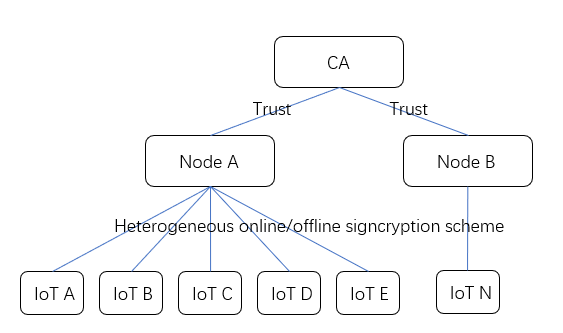 CA
Trust
Trust
Node A
Node B
Heterogeneous online/offline signcryption scheme
IoT A
IoT B
IoT C
IoT D
IoT E
IoT N